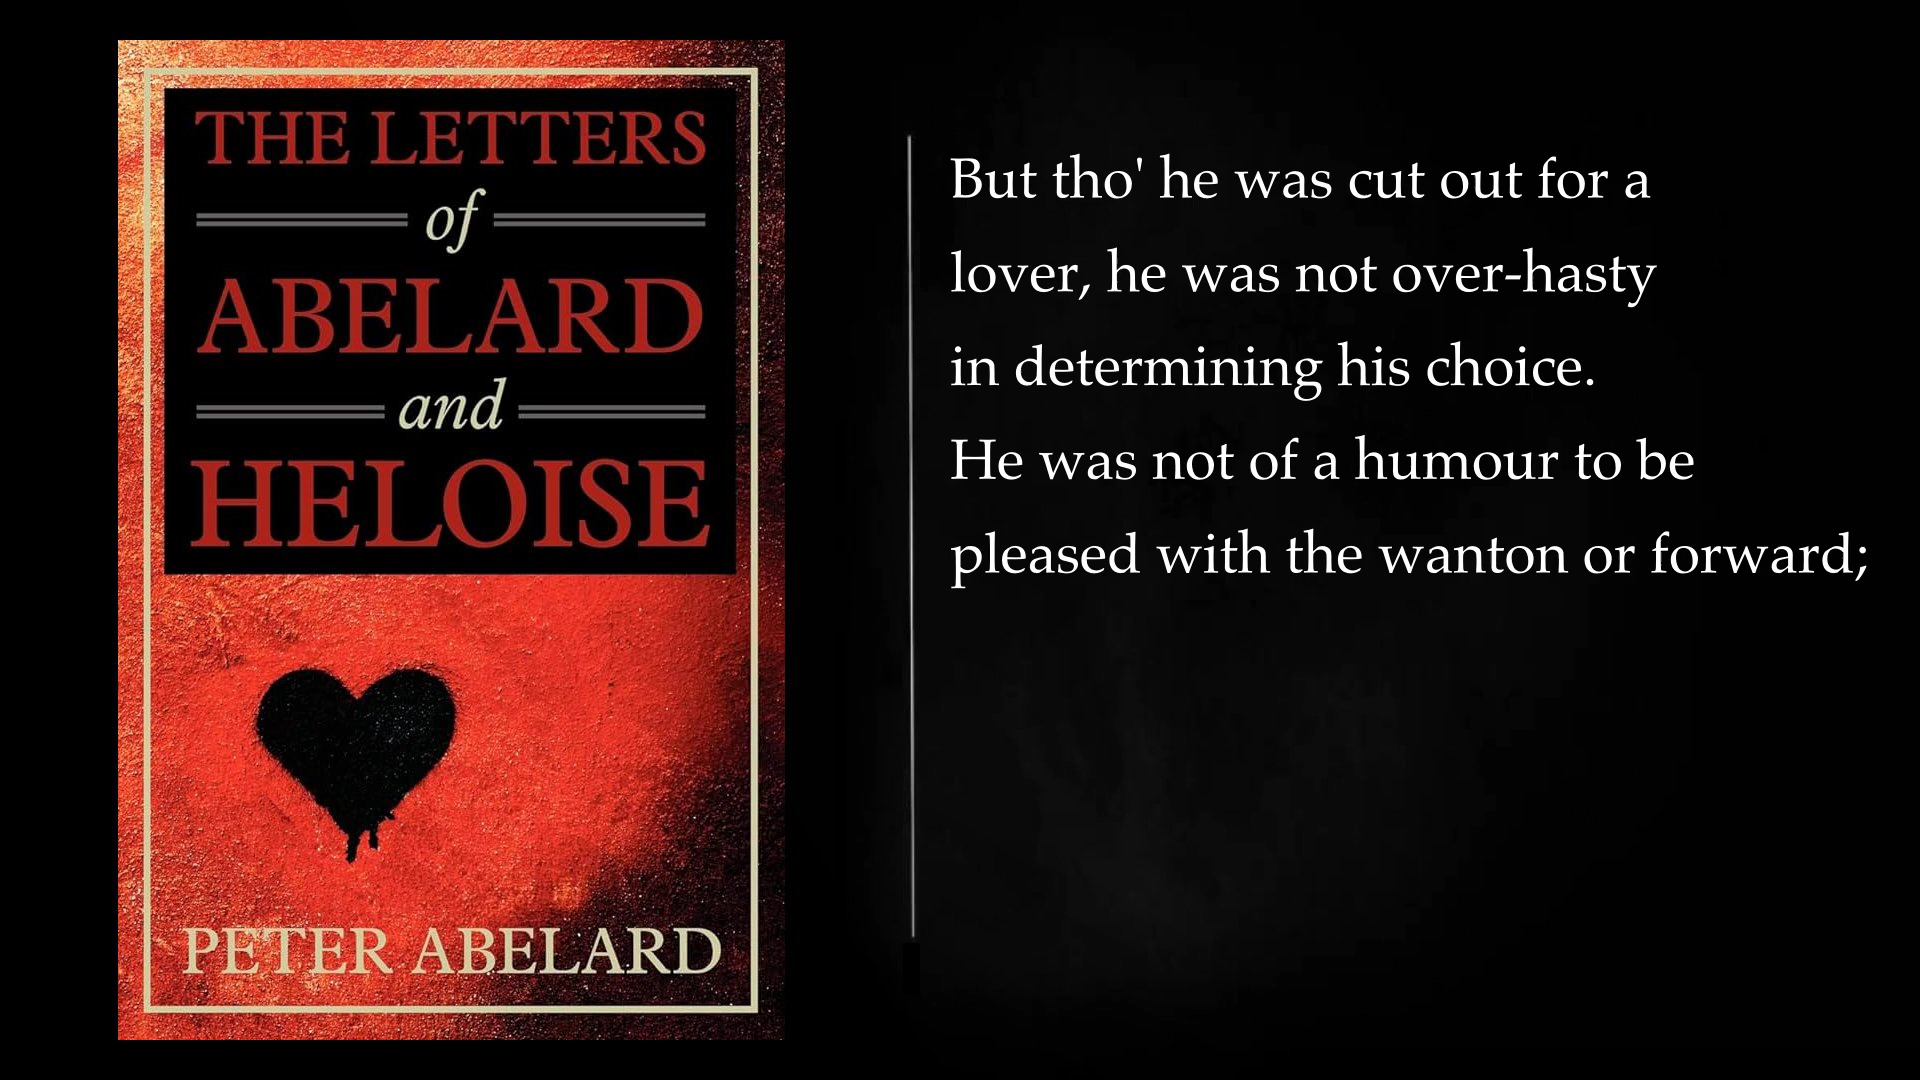 THE LETTERS
of
ABELARD
and
HELOISE
PETER ABELARD
But tho' he was cut out for a
lover, he was not over-hasty
in determining his choice.
He was not of a humour to be
pleased with the wanton or forward;